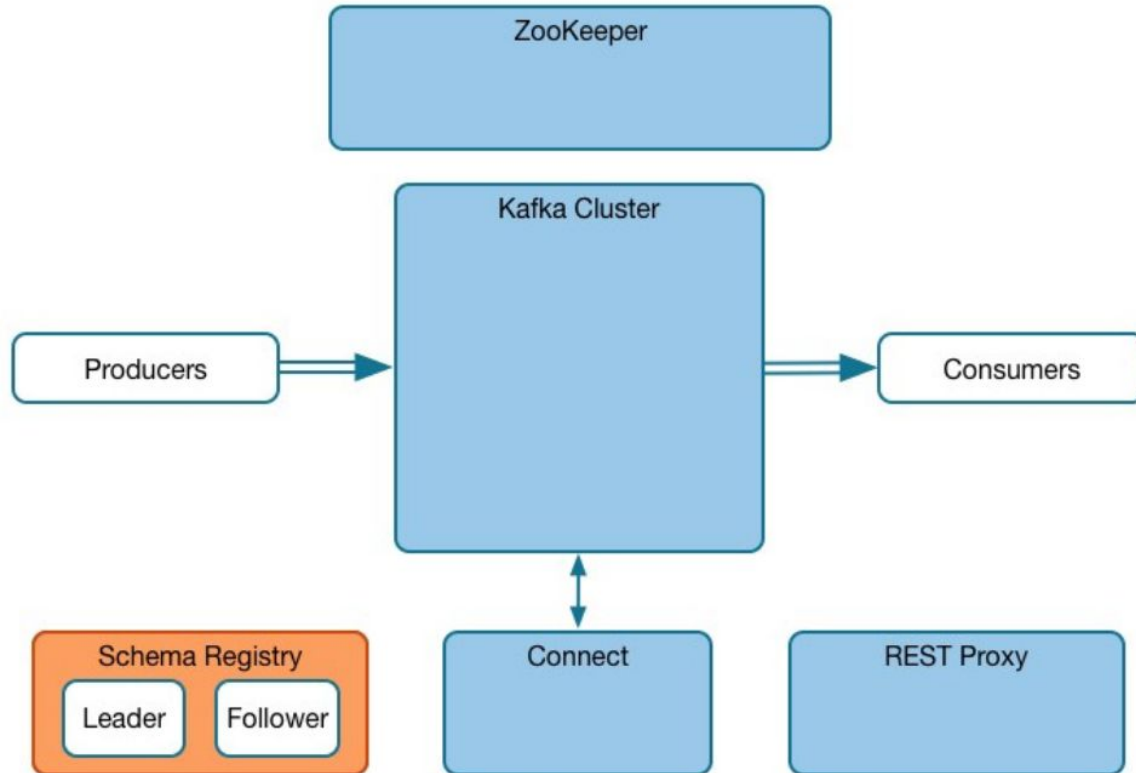 ZooKeeper
Kafka Cluster
Producers
Consumers
Schema Registry
Leader
Follower
Connect
REST Proxy